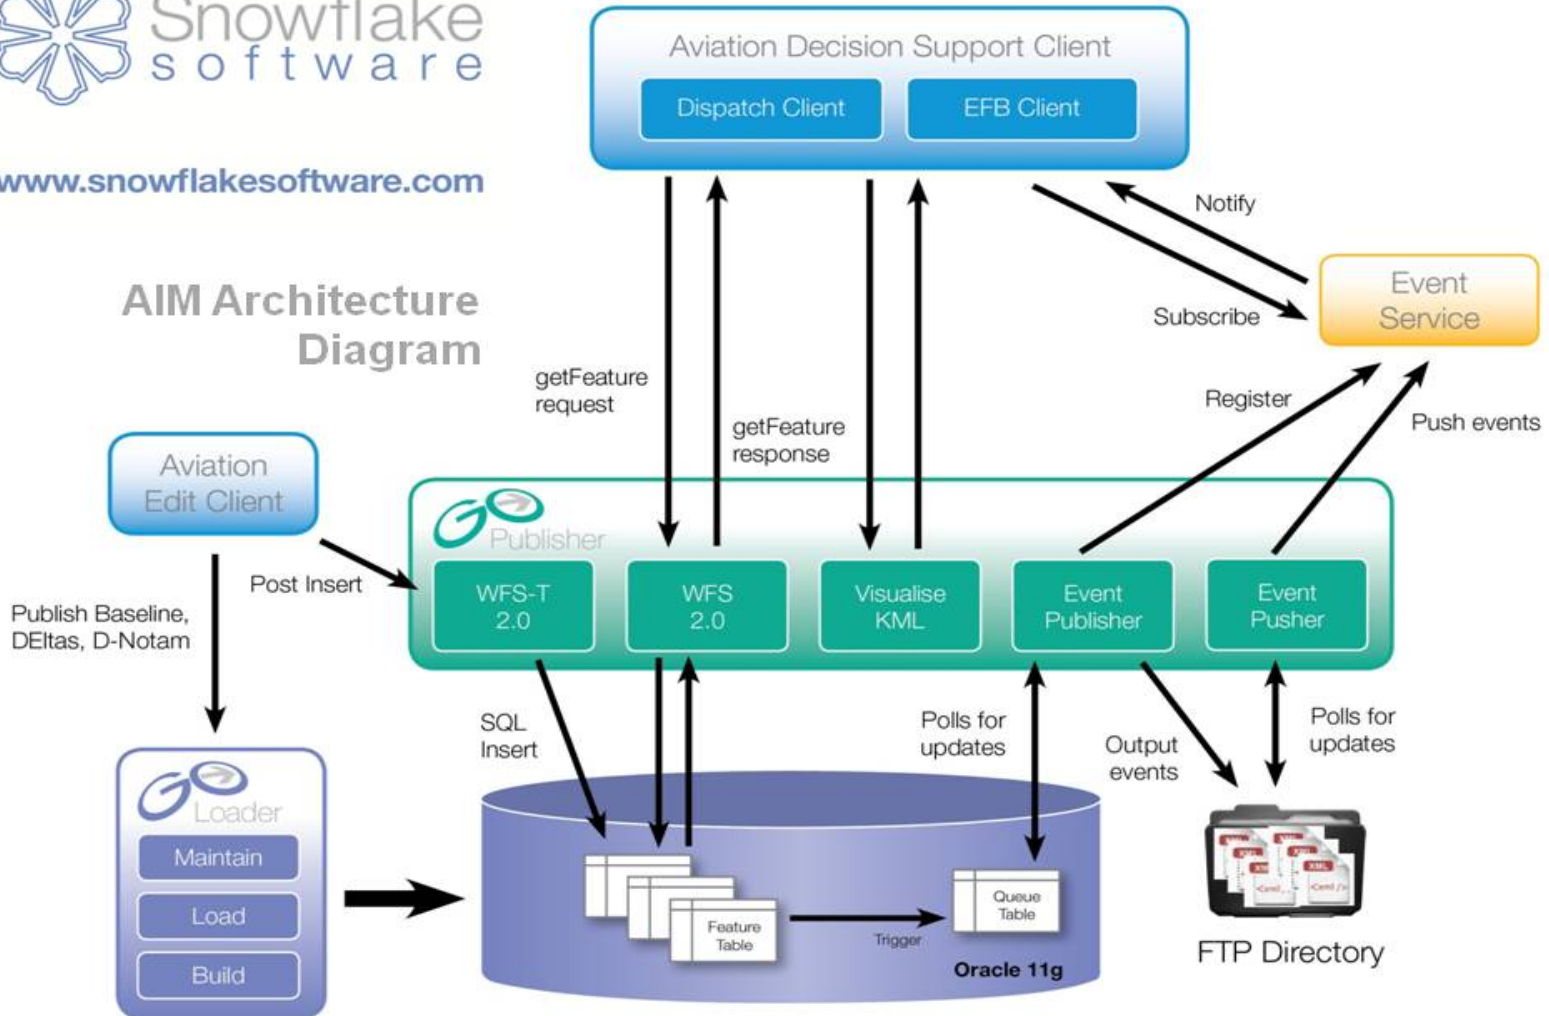 Snowflake
software
www.snowflakesoftware.com
AIM Architecture
Diagram
Aviation Decision Support Client
Dispatch Client
EFB Client
Notify
Subscribe
Event
Service
getFeature
request
getFeature
response
Register
Push events
Aviation
Edit Client
Post Insert
Publish Baseline,
DEltas, D-Notam
GO
Publisher
WFS-T
2.0
WFS
2.0
Visualise
KML
Event
Publisher
Event
Pusher
SQL
Insert
Polls for
updates
Output
events
Polls for
updates
GO
Loader
Maintain
Load
Build
Feature
Table
Trigger
Queue
Table
Oracle 11g
XML
FTP Directory